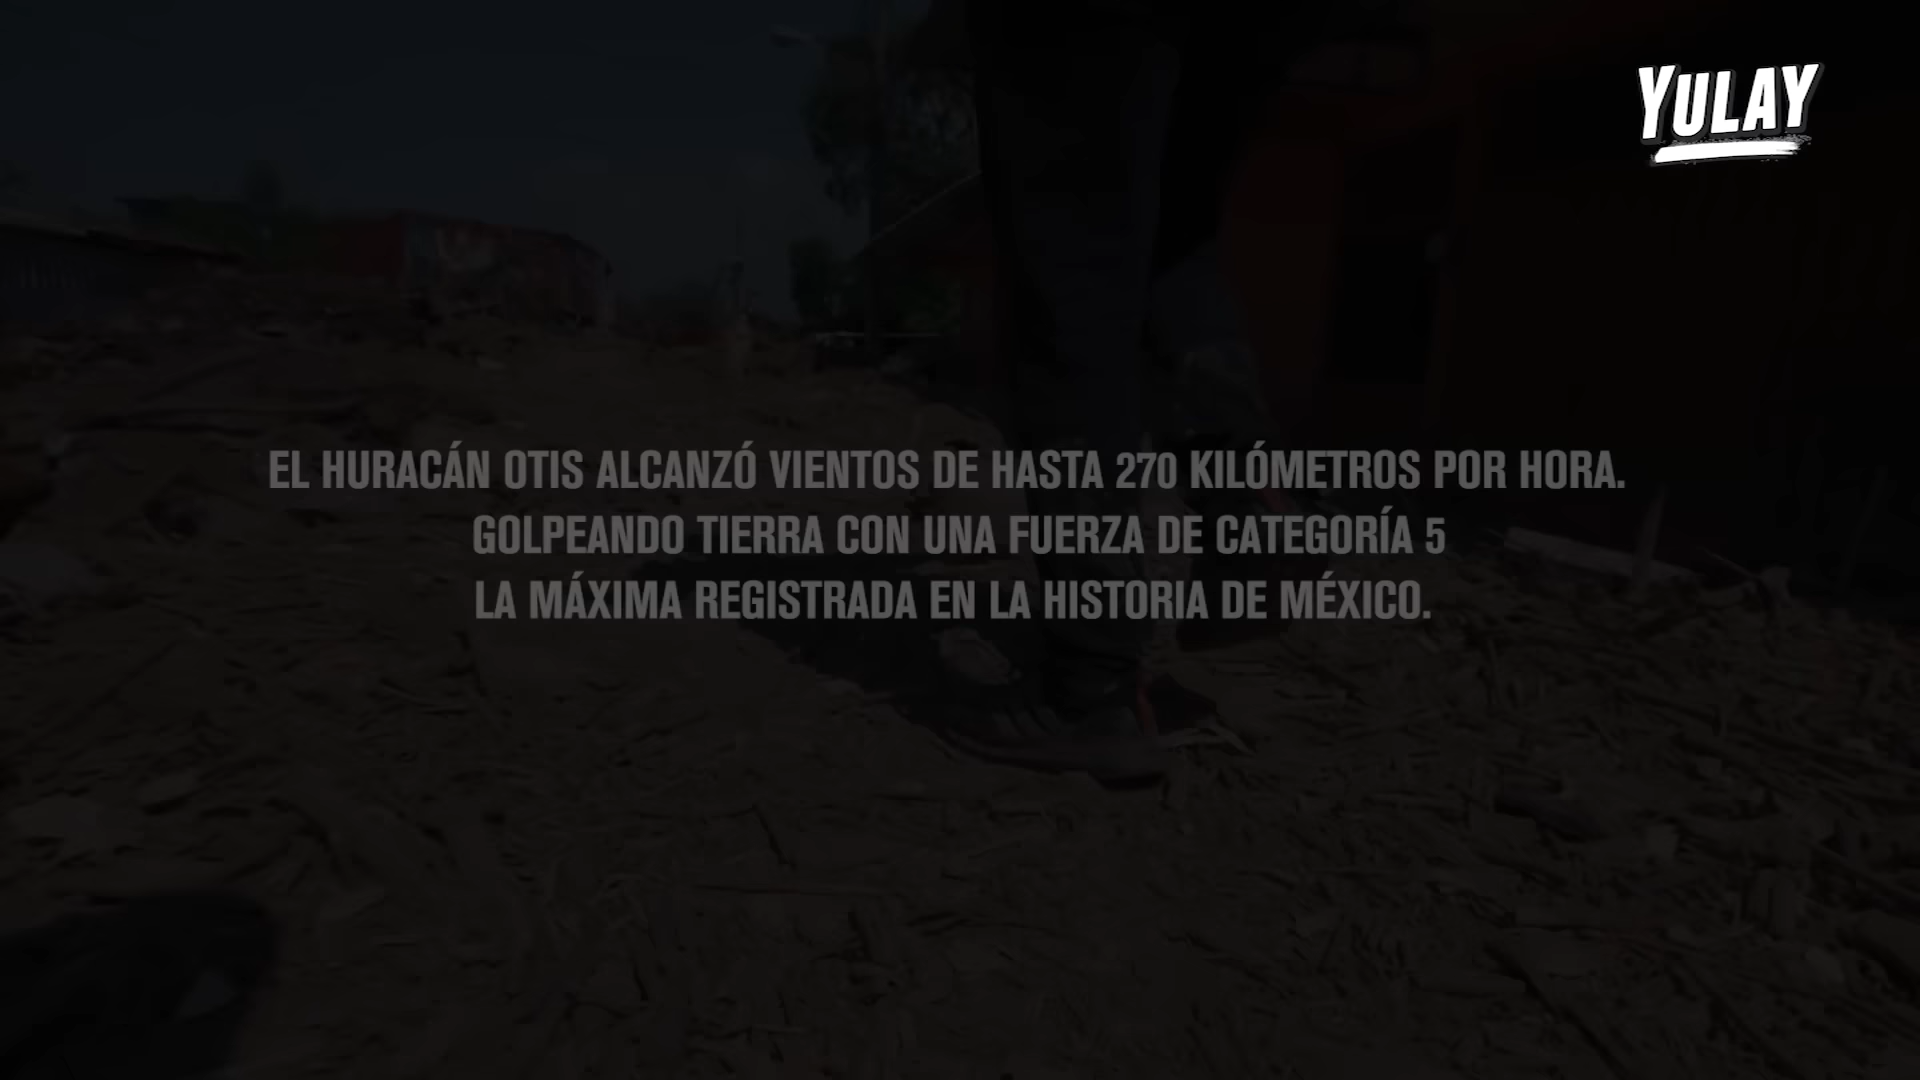 YULAY
EL HURACÁN OTIS ALCANZÓ VIENTOS DE HASTA 270 KILÓMETROS POR HORA.
GOLPEANDO TIERRA CON UNA FUERZA DE CATEGORÍA 5
LA MÁXIMA REGISTRADA EN LA HISTORIA DE MÉXICO.